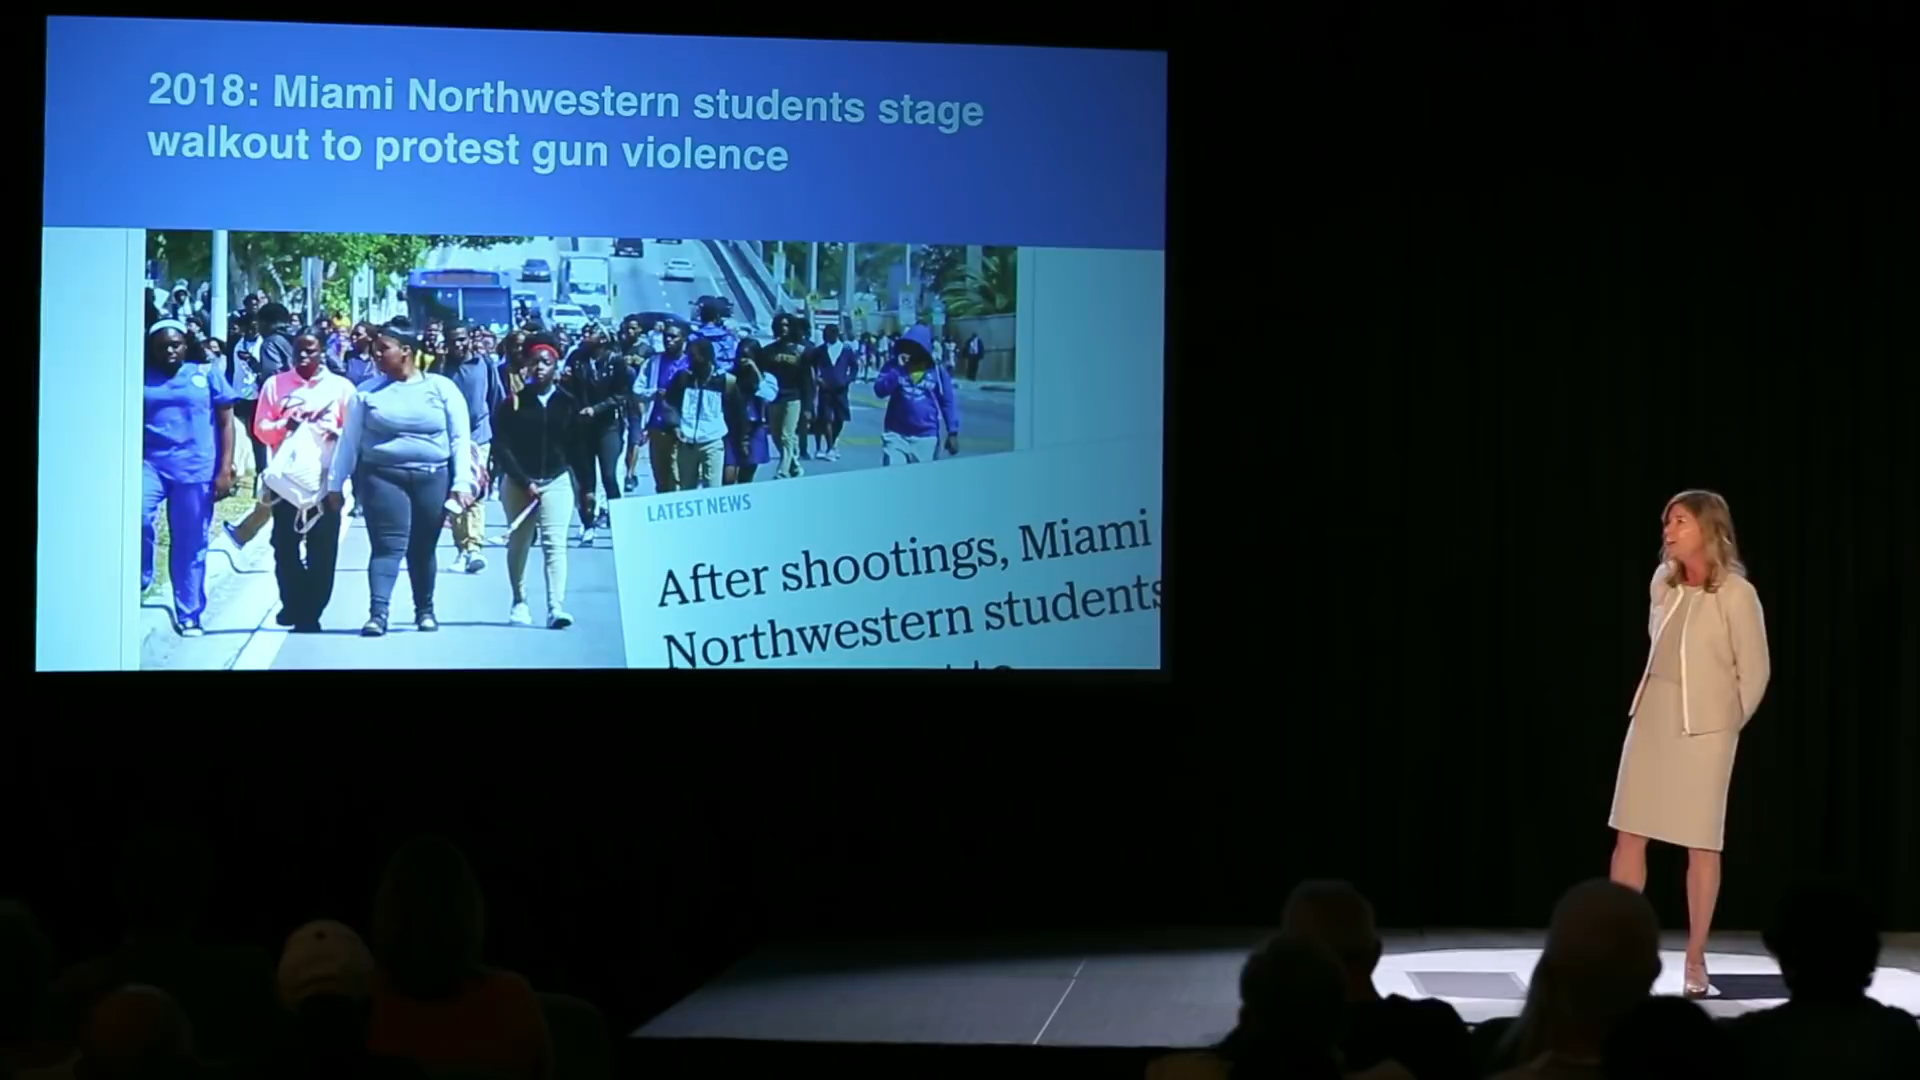 2018: Miami Northwestern students stage
walkout to protest gun violence
LATEST NEWS
After shootings, Miami
Northwestern students